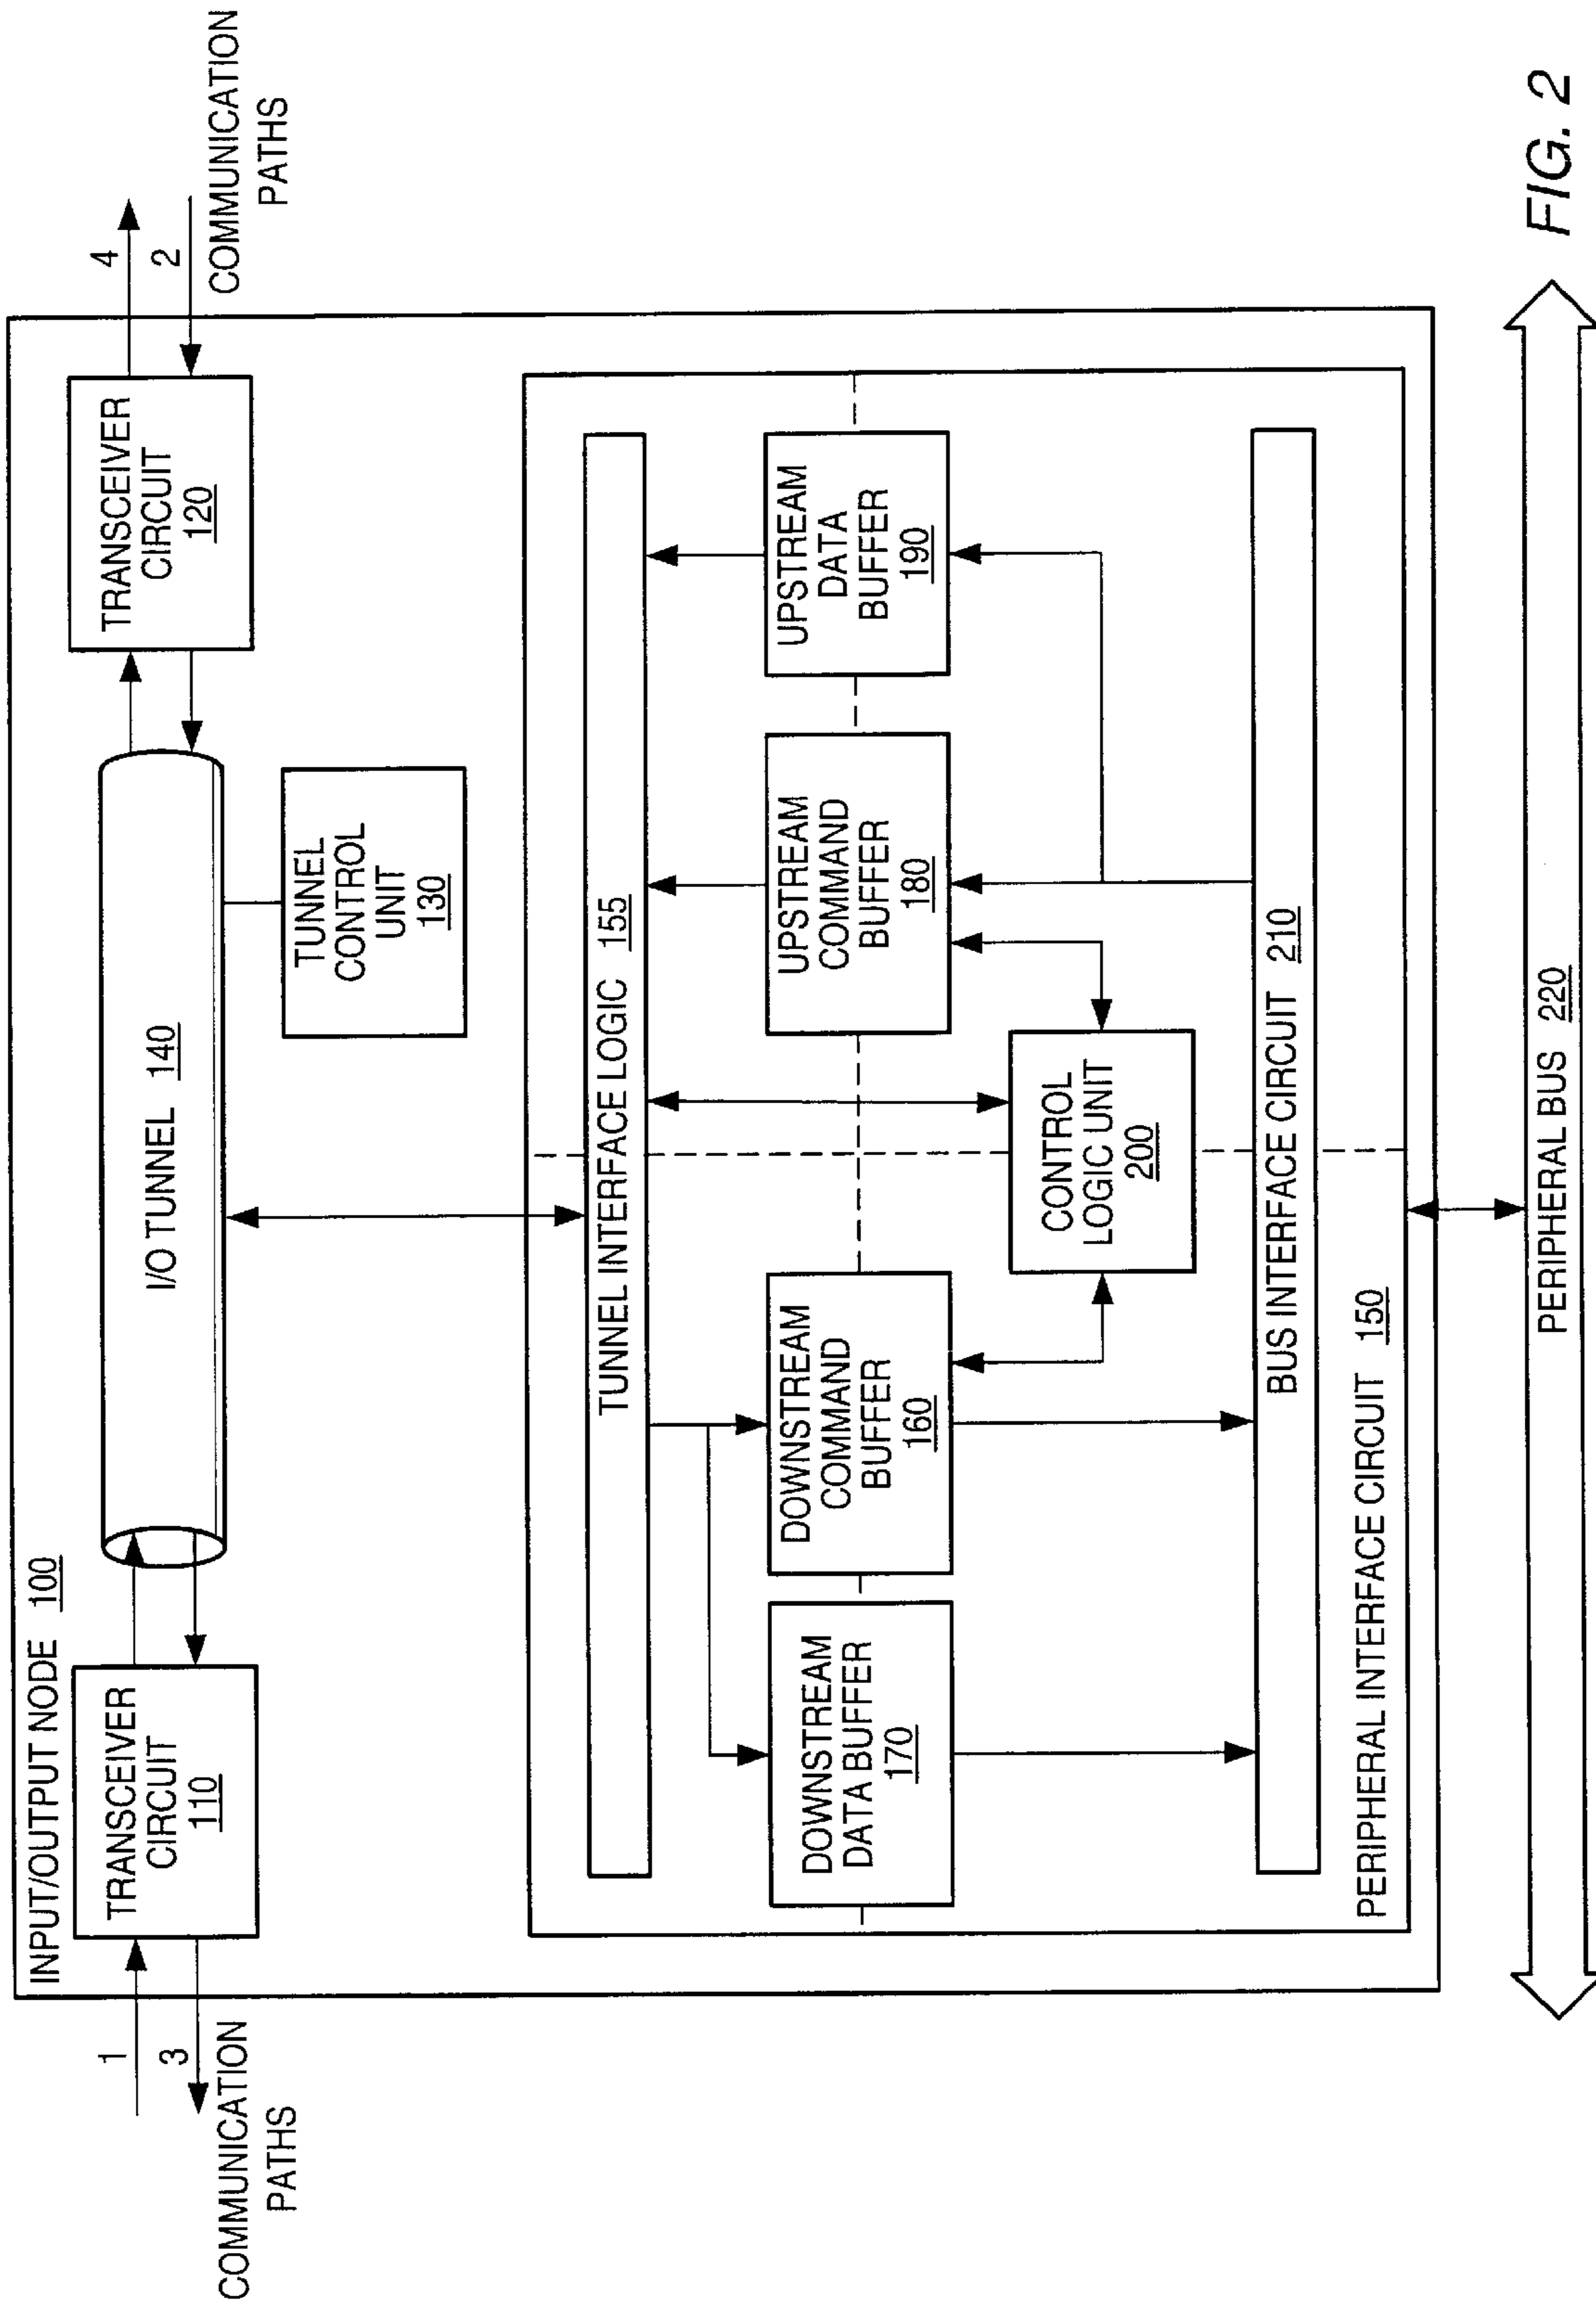 INPUT/OUTPUT NODE 100
1
3
COMMUNICATION
PATHS
TRANSCEIVER
CIRCUIT
110
I/O TUNNEL 140
TRANSCEIVER
CIRCUIT
120
4
2
COMMUNICATION
PATHS
TUNNEL
CONTROL
UNIT
130
TUNNEL INTERFACE LOGIC 155
DOWNSTREAM
DATA BUFFER
170
DOWNSTREAM
COMMAND
BUFFER
160
UPSTREAM
COMMAND
BUFFER
180
UPSTREAM
DATA
BUFFER
190
CONTROL
LOGIC UNIT
200
BUS INTERFACE CIRCUIT 210
PERIPHERAL INTERFACE CIRCUIT 150
PERIPHERAL BUS 220
FIG. 2